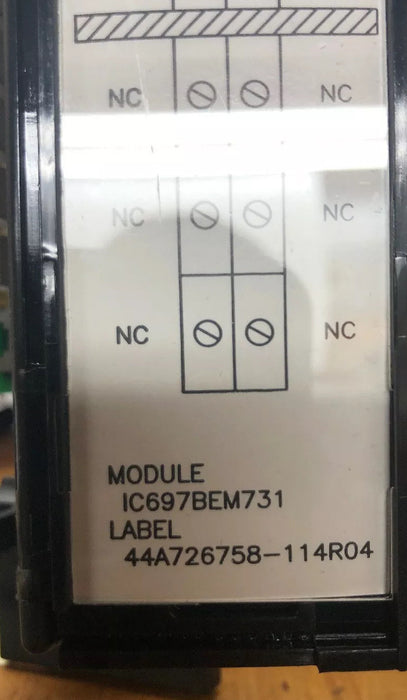 NC NC
NC NC
NC NC
MODULE
IC697BEM731
LABEL
44A726758-114R04